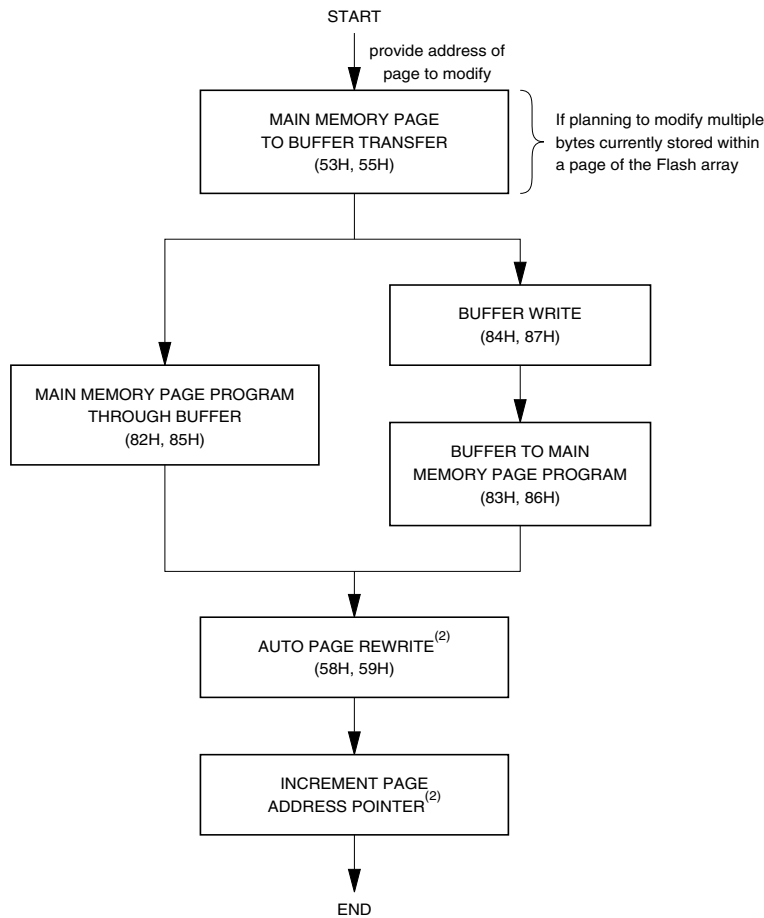 START
provide address of
page to modify
MAIN MEMORY PAGE
TO BUFFER TRANSFER
(53H, 55H)
If planning to modify multiple
bytes currently stored within
a page of the Flash array
BUFFER WRITE
(84H, 87H)
MAIN MEMORY PAGE PROGRAM
THROUGH BUFFER
(82H, 85H)
BUFFER TO MAIN
MEMORY PAGE PROGRAM
(83H, 86H)
AUTO PAGE REWRITE(2)
(58H, 59H)
INCREMENT PAGE
ADDRESS POINTER(2)
END